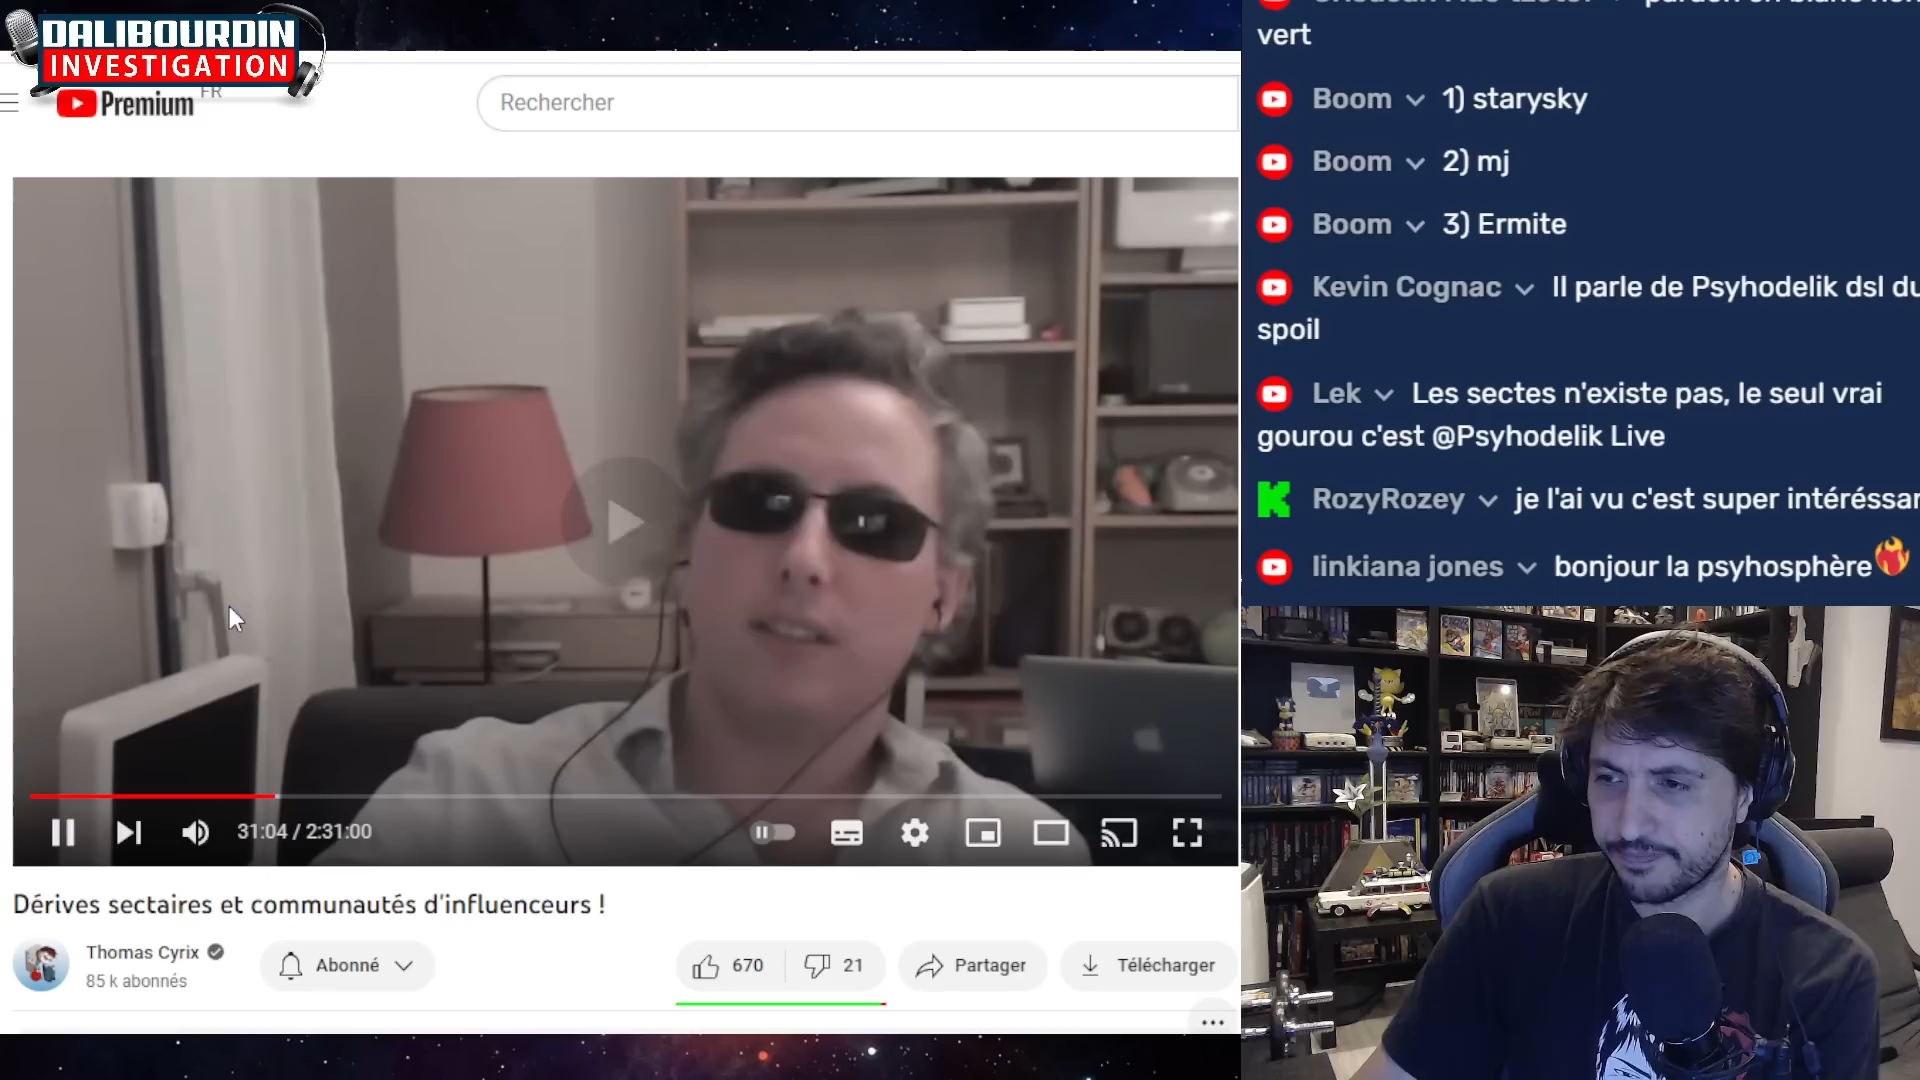 DALIBOURDIN
INVESTIGATION
Premium
FR
Rechercher
31:04 / 2:31:00
Dérives sectaires et communautés d'influenceurs !
Thomas Cyrix
85 k abonnés
Abonné
670
21
Partager
Télécharger
vert
Boom 1) starysky
Boom 2) mj
Boom 3) Ermite
Kevin Cognac Il parle de Psyhodelik dsl du
spoil
Lek Les sectes n'existe pas, le seul vrai
gourou c'est @Psyhodelik Live
RozyRozey je l'ai vu c'est super intéréssan
linkiana jones bonjour la psyhosphère